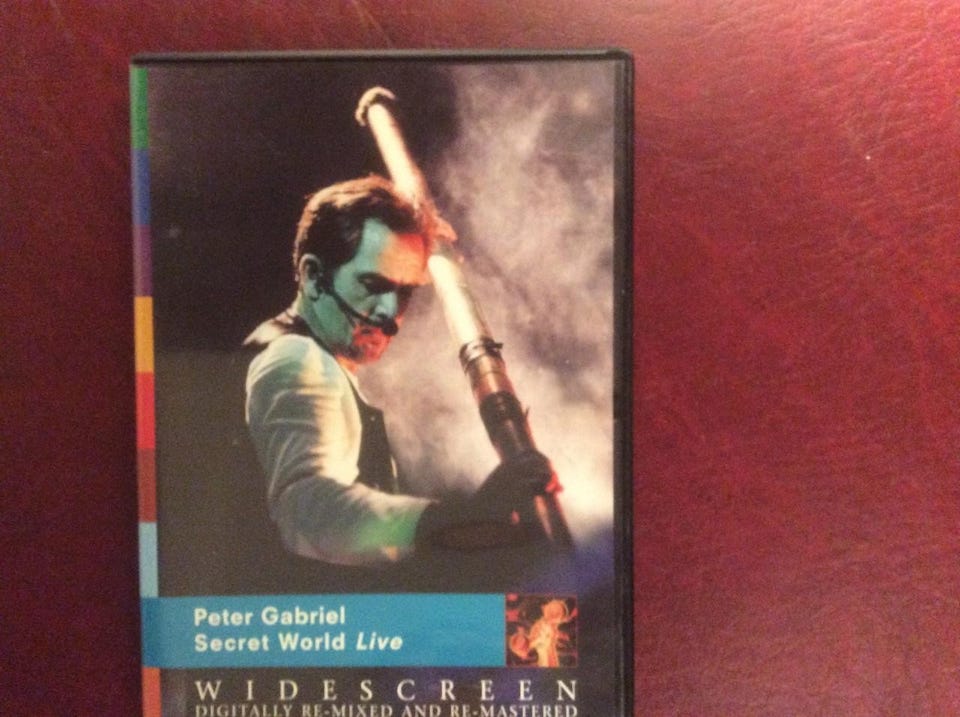 Peter Gabriel
Secret World Live
WIDESCREEN
DIGITALLY RE-MIXED AND RE-MASTERED